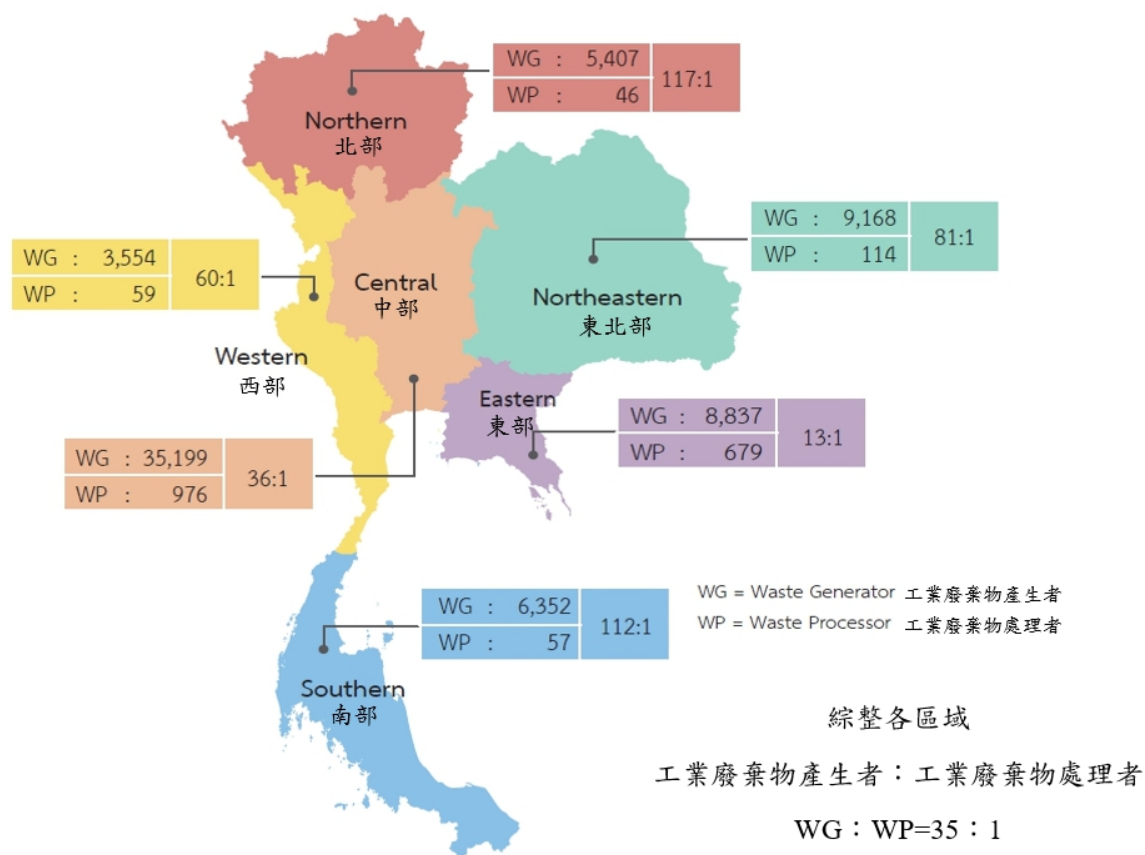 WG : 5,407
WP : 46
117:1
Northern
北部
WG : 9,168
WP : 114
81:1
WG : 3,554
WP : 59
60:1
Central
中部
Northeastern
東北部
Western
西部
Eastern
東部
WG : 8,837
WP : 679
13:1
WG : 35,199
WP : 976
36:1
WG : 6,352
WP : 57
112:1
WG = Waste Generator 工業廢棄物產生者
WP = Waste Processor 工業廢棄物處理者
Southern
南部
綜整各區域
工業廢棄物產生者：工業廢棄物處理者
WG：WP=35：1